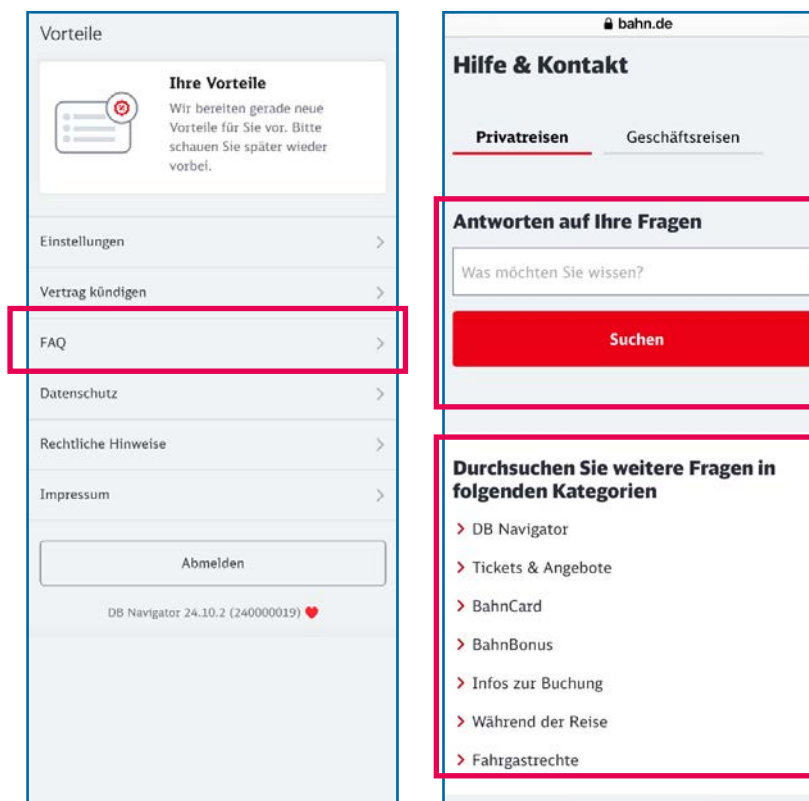 Vorteile
Ihre Vorteile
Wir bereiten gerade neue
Vorteile für Sie vor. Bitte
schauen Sie später wieder
vorbei.
Einstellungen
Vertrag kündigen
FAQ
Datenschutz
Rechtliche Hinweise
Impressum
Abmelden
DB Navigator 24.10.2 (240000019)
bahn.de
Hilfe & Kontakt
Privatreisen
Geschäftsreisen
Antworten auf Ihre Fragen
Was möchten Sie wissen?
Suchen
Durchsuchen Sie weitere Fragen in
folgenden Kategorien
DB Navigator
Tickets & Angebote
BahnCard
BahnBonus
Infos zur Buchung
Während der Reise
Fahrgastrechte